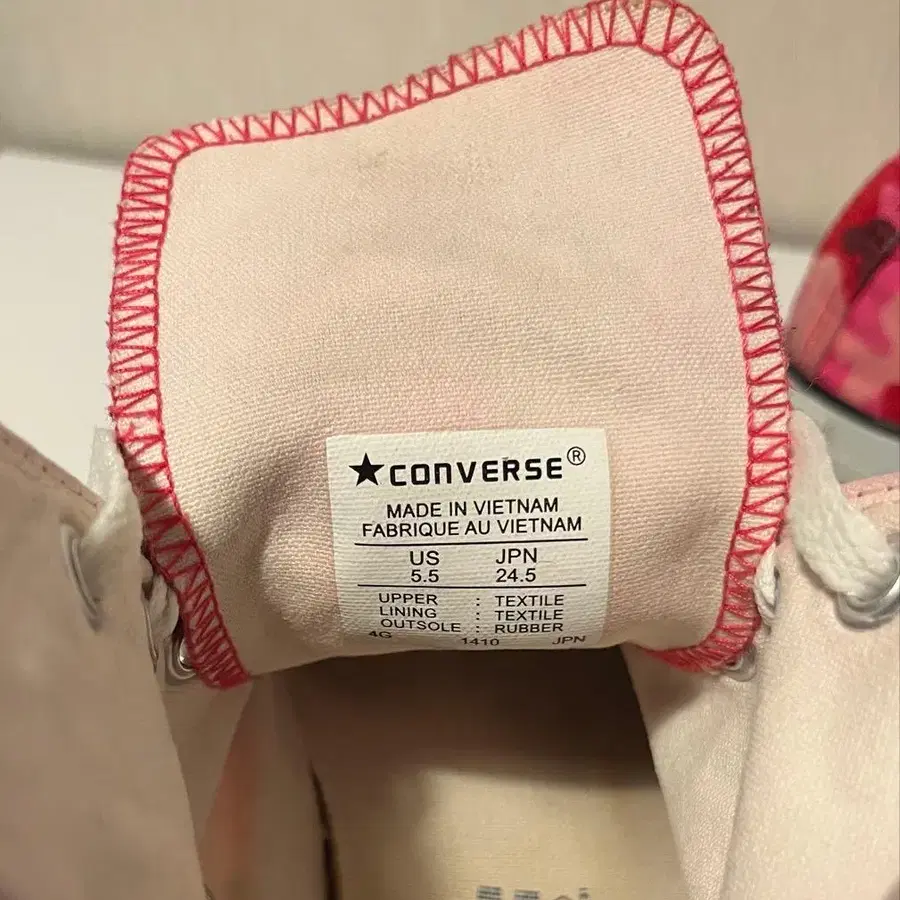 ★CONVERSE®
MADE IN VIETNAM
FABRIQUE AU VIETNAM
US JPN
5.5 24.5
UPPER : TEXTILE
LINING : TEXTILE
OUTSOLE : RUBBER
4G 1410 JPN